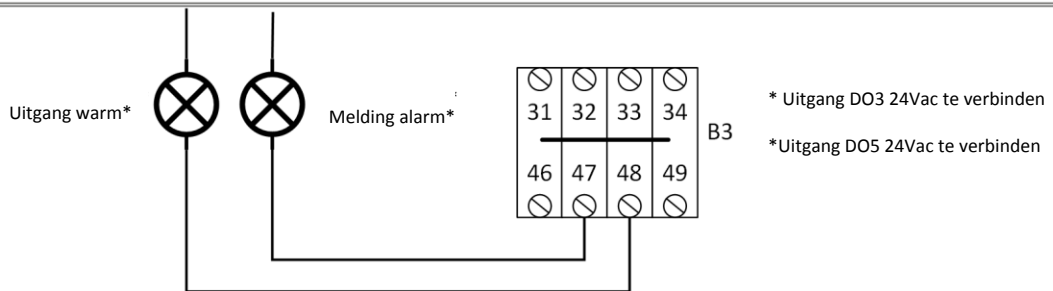 Uitgang warm*
Melding alarm*
31 32 33 34
46 47 48 49
B3
* Uitgang DO3 24Vac te verbinden
*Uitgang DO5 24Vac te verbinden